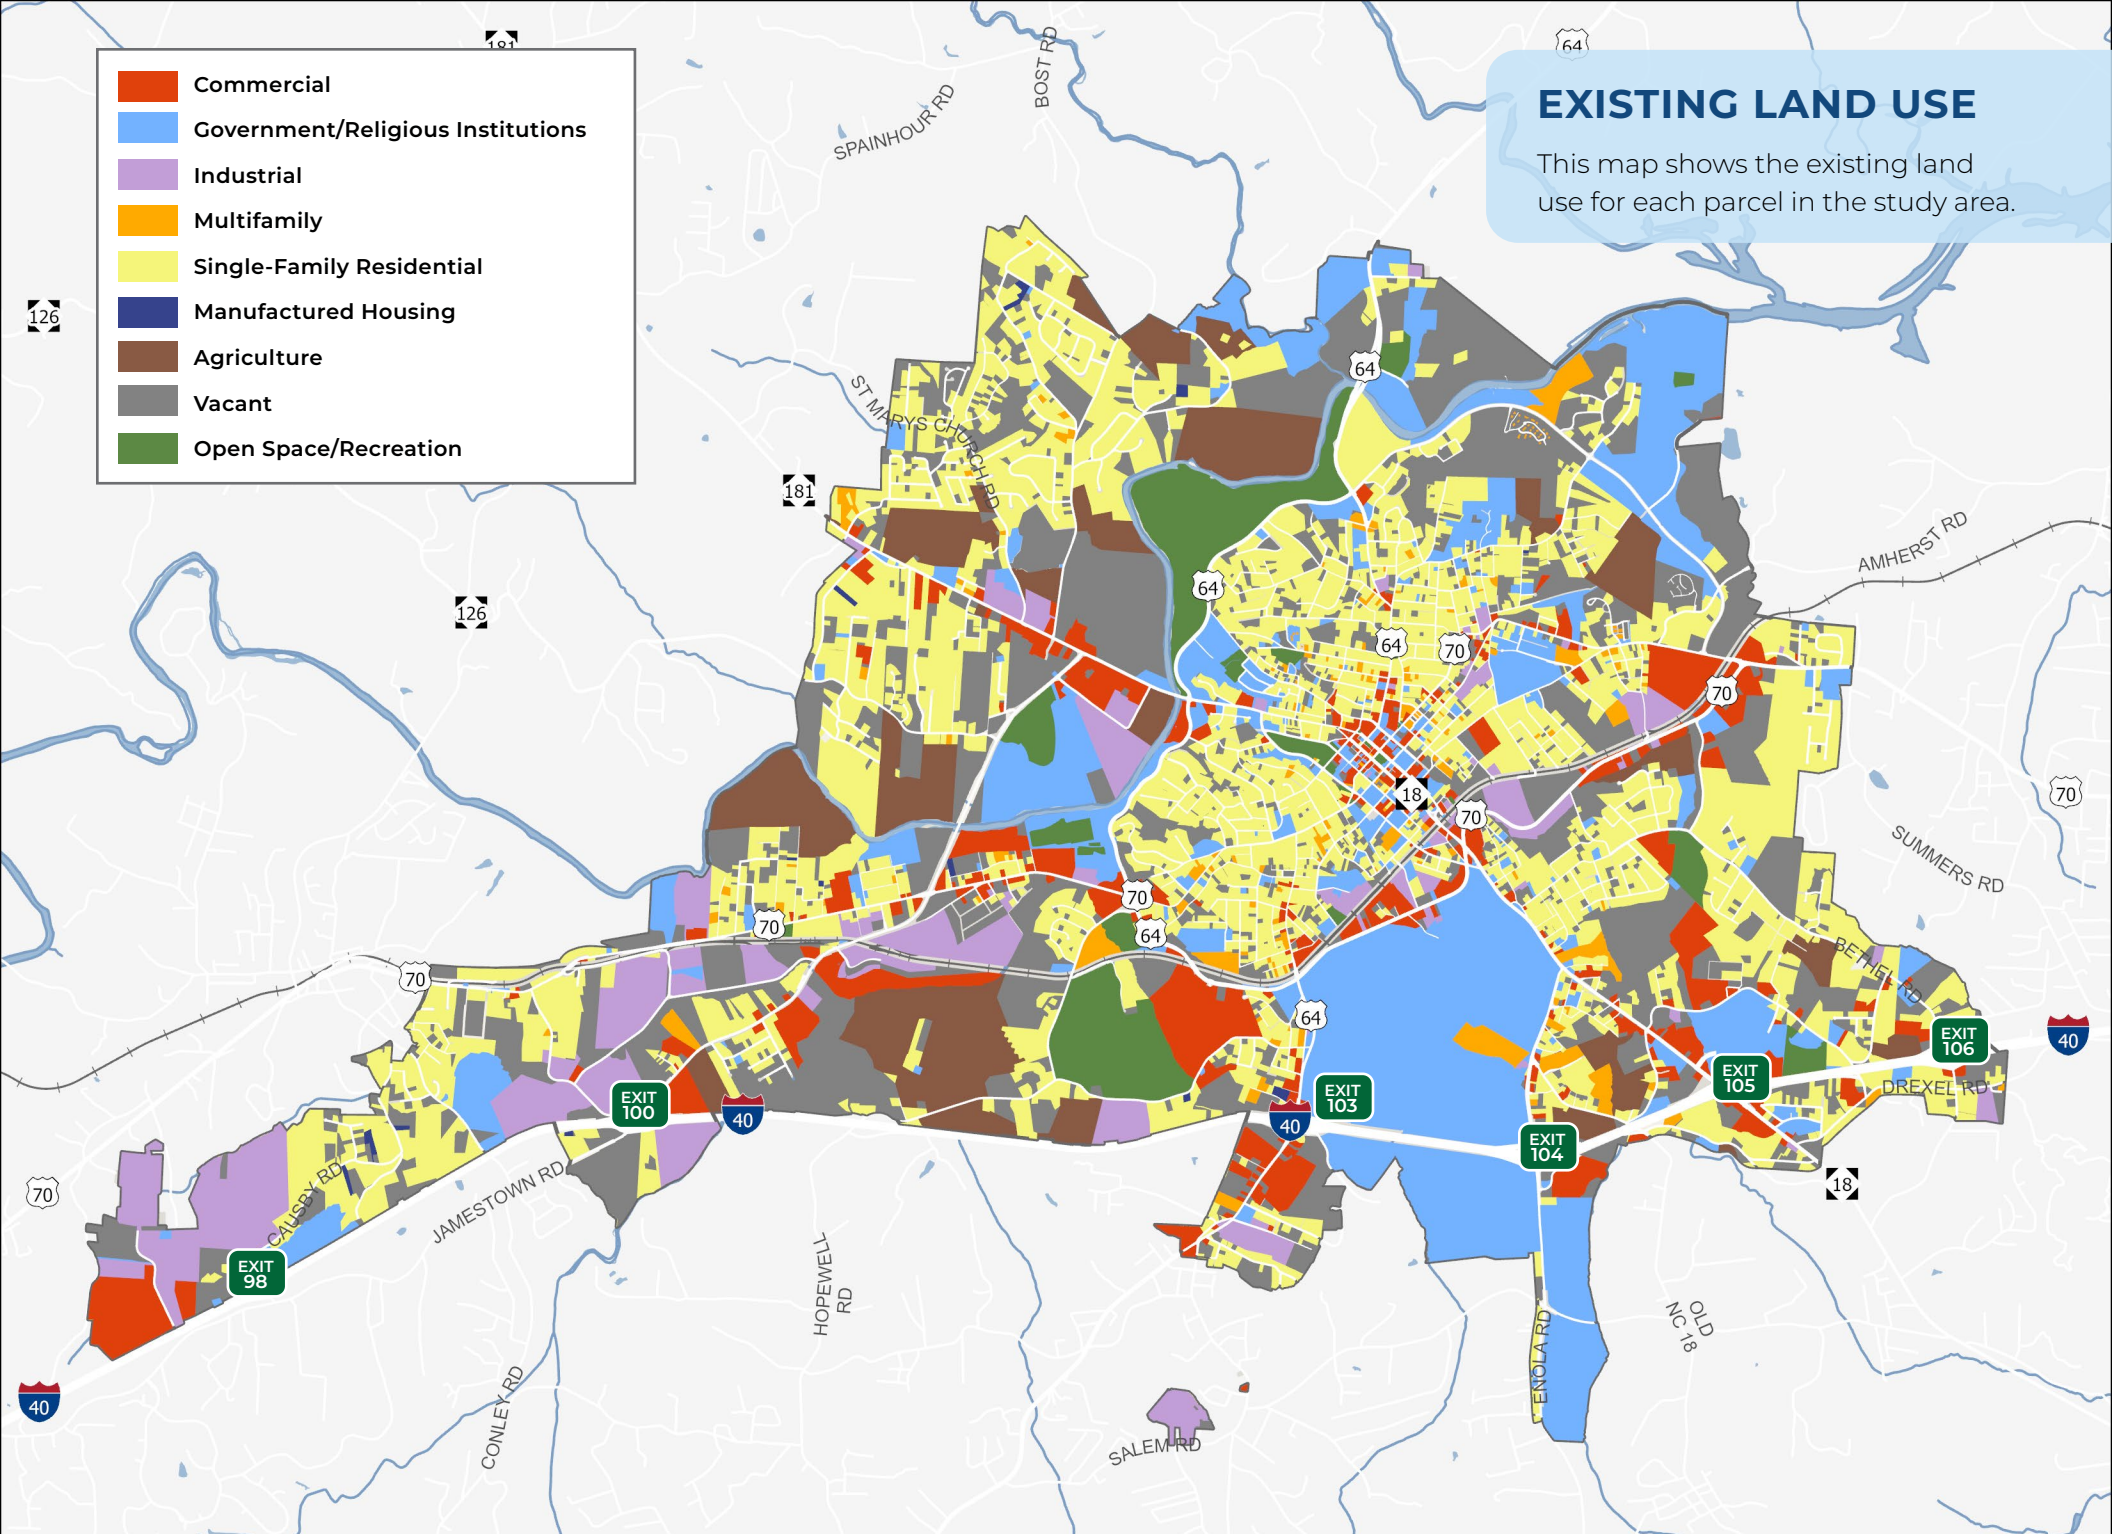 EXISTING LAND USE
This map shows the existing land
use for each parcel in the study area.
Commercial
Government/Religious Institutions
Industrial
Multifamily
Single-Family Residential
Manufactured Housing
Agriculture
Vacant
Open Space/Recreation
181
64
BOST RD
SPAINHOUR RD
126
64
ST MARYS CHURCH RD
181
AMHERST RD
126
64
64
70
70
70
18
70
SUMMERS RD
70
70
64
70
BETHEL RD
64
EXIT
106
40
EXIT
105
DREXEL RD
EXIT
100
40
EXIT
103
40
EXIT
104
18
70
CAUSBY RD
JAMESTOWN RD
EXIT
98
HOPEWELL
RD
OLD
NC 18
ENOLA RD
40
CONLEY RD
SALEM RD